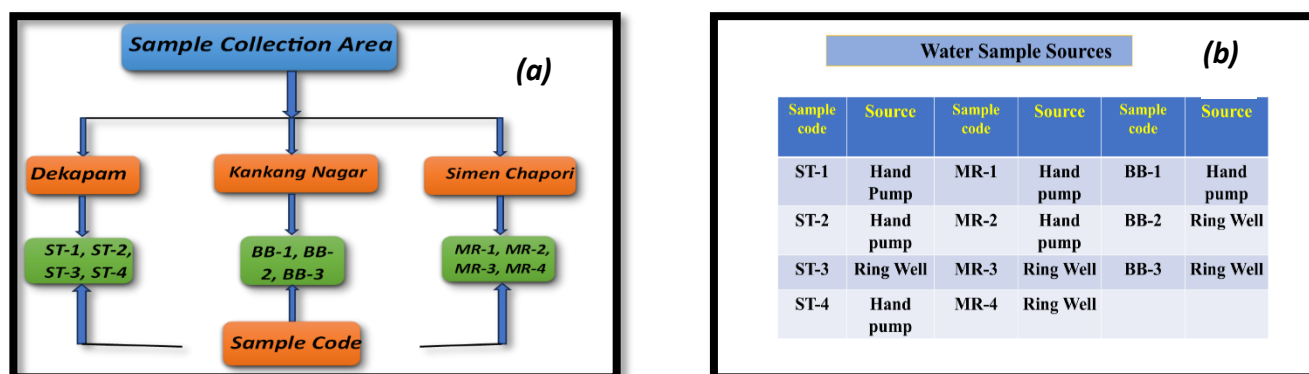 Sample Collection Area
(a)
Dekapam
Kankang Nagar
Simen Chapori
ST-1, ST-2,
ST-3, ST-4
BB-1, BB-
2, BB-3
MR-1, MR-2,
MR-3, MR-4
Sample Code
Water Sample Sources
(b)
Sample code Source Sample code Source Sample code Source
ST-1 Hand Pump MR-1 Hand pump BB-1 Hand pump
ST-2 Hand pump MR-2 Hand pump BB-2 Ring Well
ST-3 Ring Well MR-3 Ring Well BB-3 Ring Well
ST-4 Hand pump MR-4 Ring Well